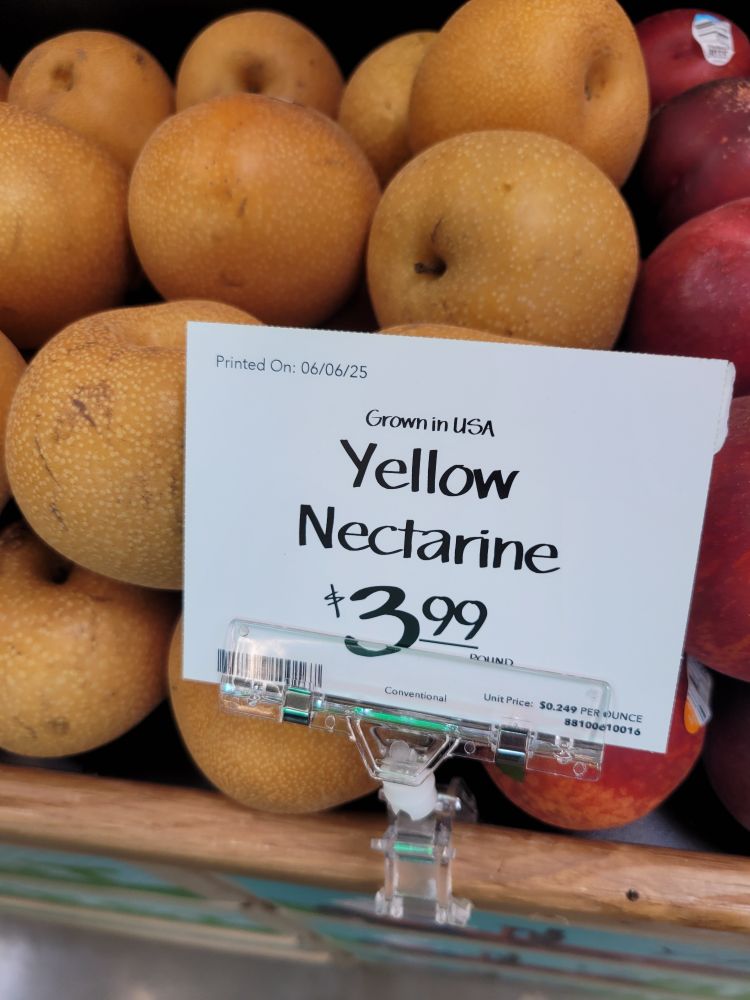 Printed On: 06/06/25
Grown in USA
Yellow
Nectarine
$3.99
POUND
Conventional
Unit Price: $0.249 PER OUNCE
88100610016